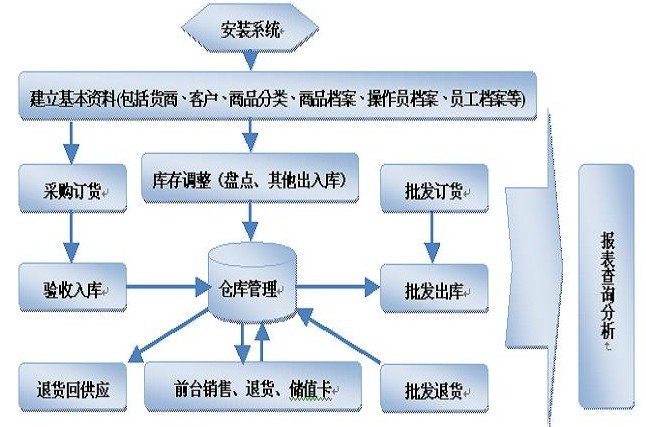 安装系统
建立基本资料(包括货商、客户、商品分类、商品档案、操作员档案、员工档案等)
采购订货
库存调整（盘点、其他出入库）
批发订货
验收入库
仓库管理
批发出库
报表查询分析
退货回供应
前台销售、退货、储值卡
批发退货